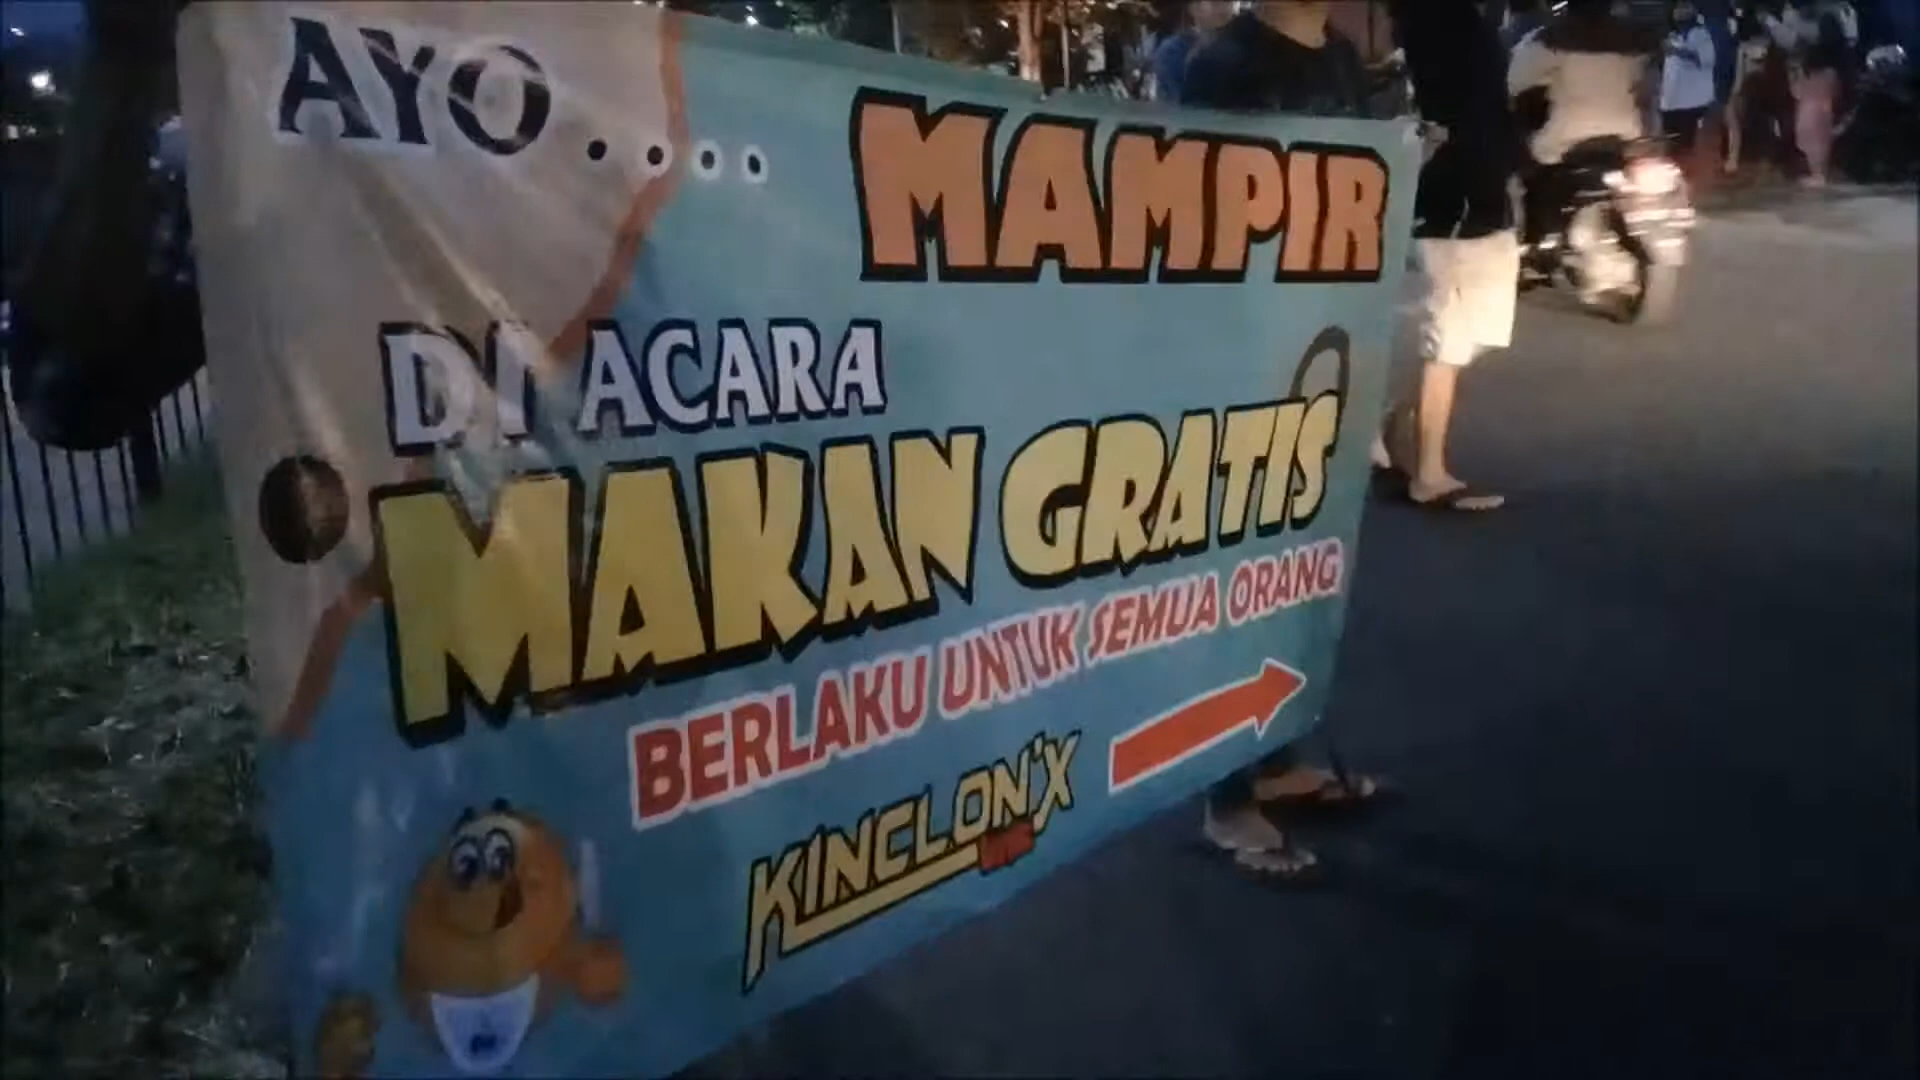 AYO.... MAMPIR
DI ACARA
MAKAN GRATIS
BERLAKU UNTUK SEMUA ORANG
KINCLON'X